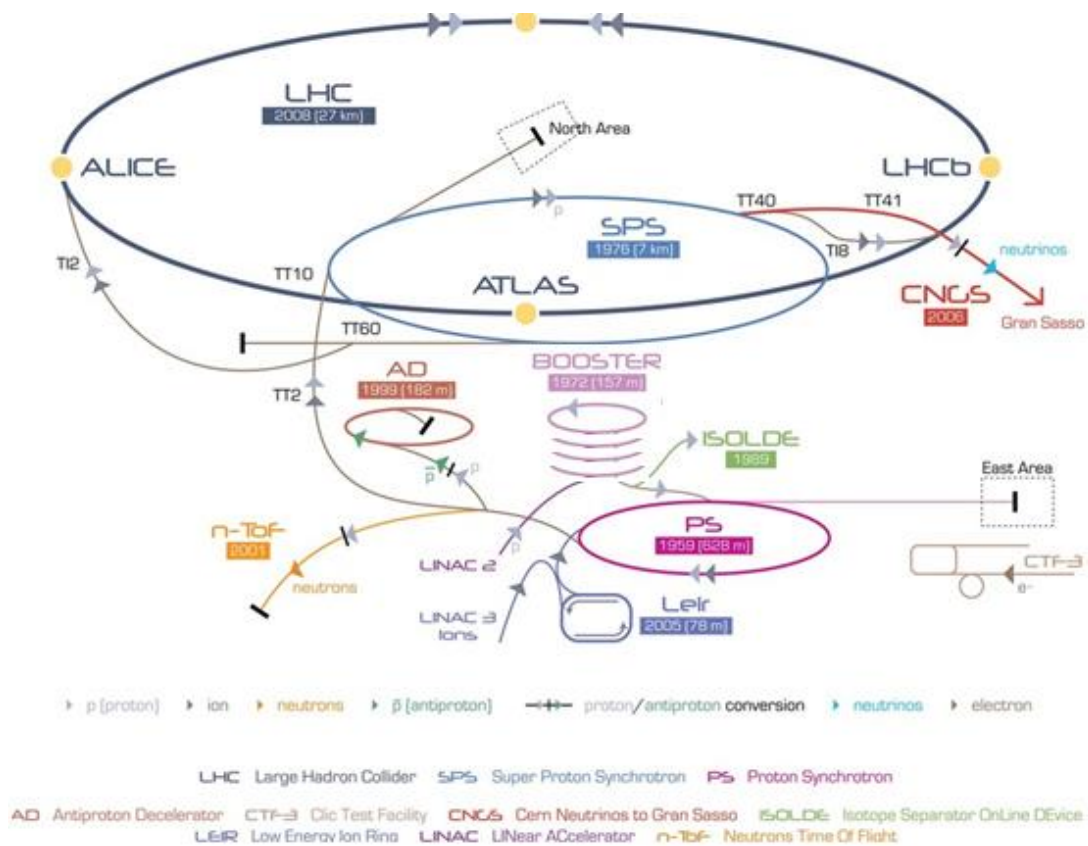 LHC
2008 (27 km)
North Area
ALICE
LHCb
TT40
TT41
SPS
1976 (7 km)
p
TI8
neutrinos
TI2
TT10
ATLAS
CNGS
2006
Gran Sasso
TT60
AD
1999 (182 m)
BOOSTER
1972 (157 m)
TT2
ISOLDE
1989
p̅
p
East Area
n-ToF
2001
PS
1959 (628 m)
LINAC 2
p
neutrons
CTF-3
e-
LINAC 3
Ions
Leir
2005 (78 m)
p (proton) ion neutrons p̅ (antiproton) proton/antiproton conversion neutrinos electron
LHC Large Hadron Collider SPS Super Proton Synchrotron PS Proton Synchrotron
AD Antiproton Decelerator CTF-3 Clic Test Facility CNGS Cern Neutrinos to Gran Sasso ISOLDE Isotope Separator OnLine DEvice
LEIR Low Energy Ion Ring LINAC LINear ACcelerator n-ToF Neutrons Time Of Flight